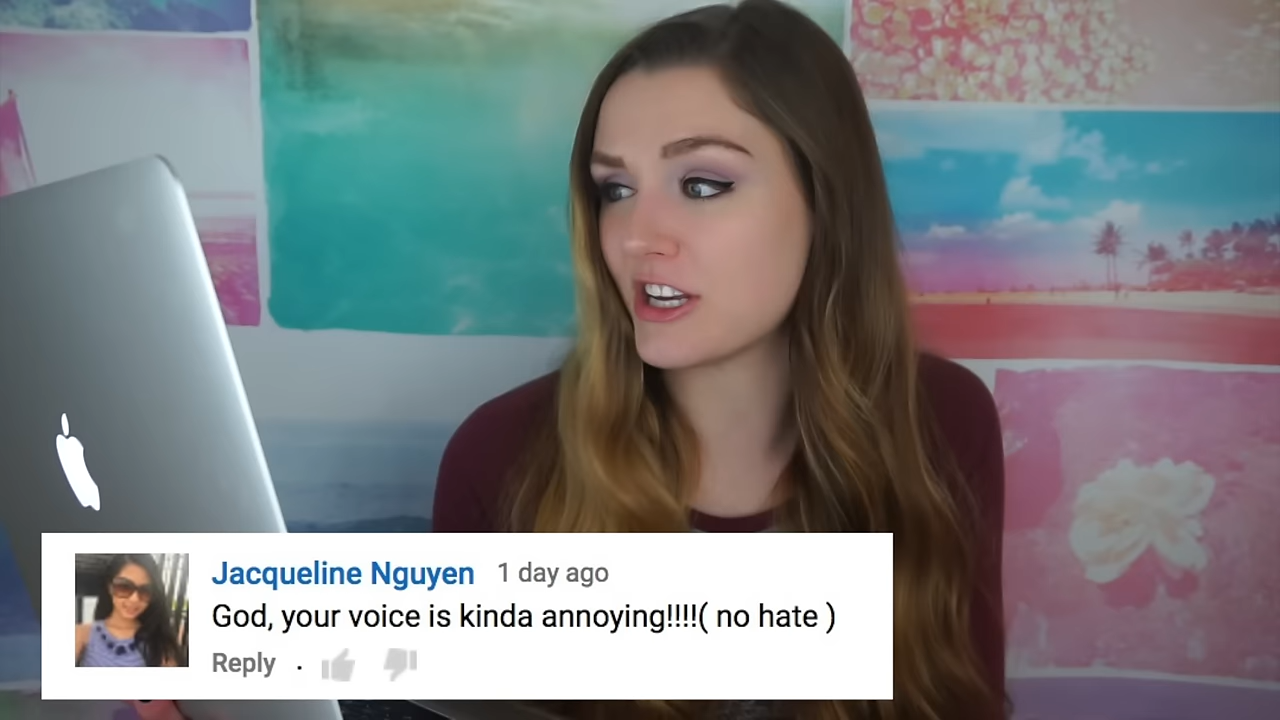 Jacqueline Nguyen 1 day ago
God, your voice is kinda annoying!!!!( no hate )
Reply .